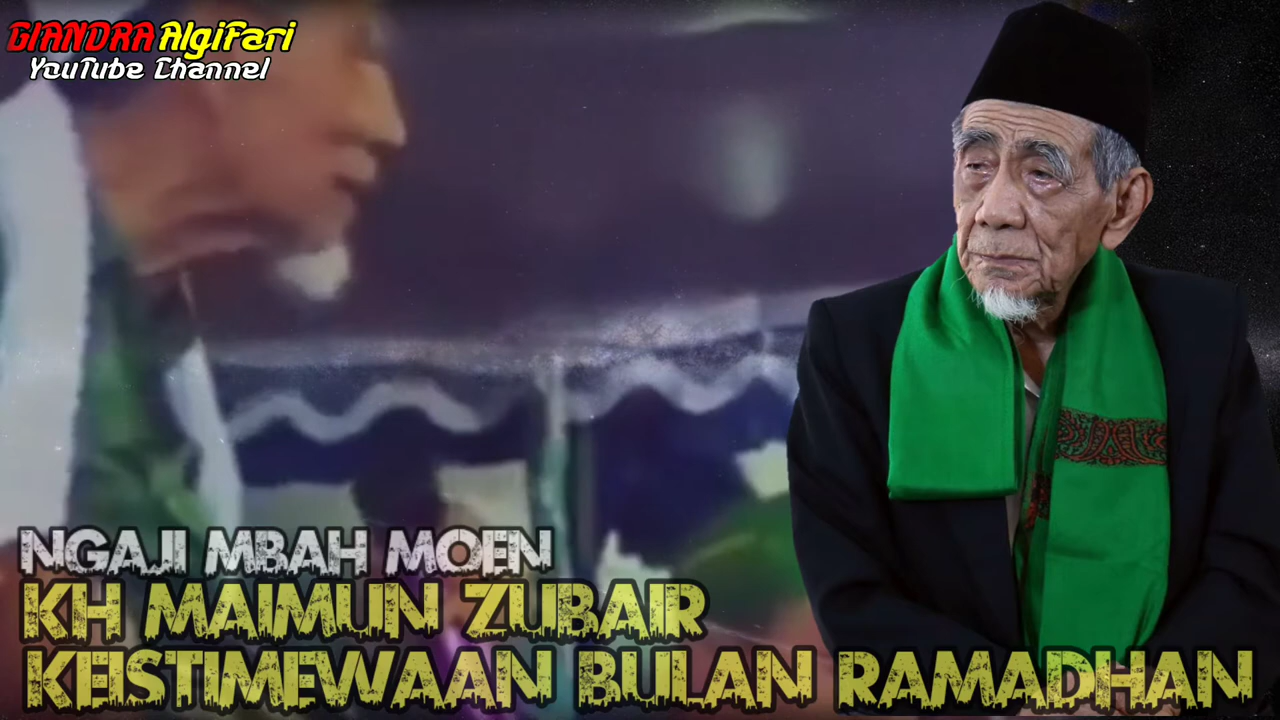 GIANDRA AlgiFari
YouTube Channel
NGAJI MBAH MOEN
KH MAIMUN ZUBAIR
KEISTIMEWAAN BULAN RAMADHAN